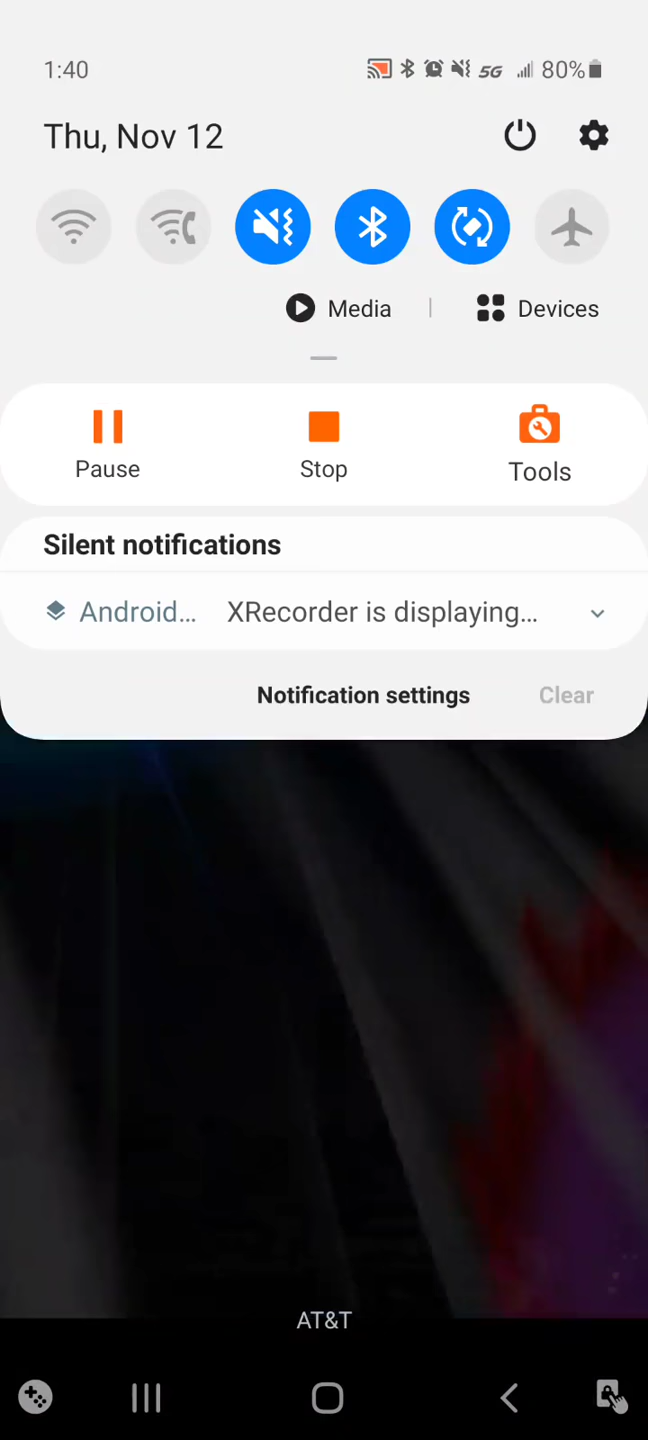 1:40
5G
80%
Thu, Nov 12
Media | Devices
Pause
Stop
Tools
Silent notifications
Android... XRecorder is displaying...
Notification settings
Clear
AT&T